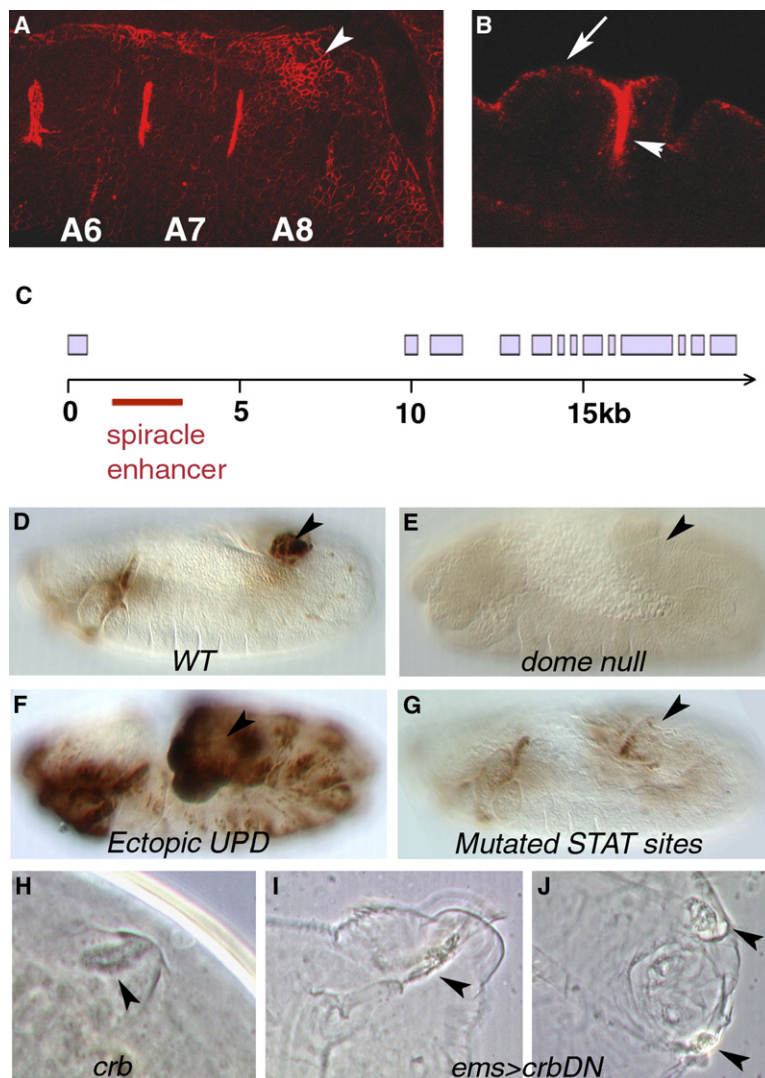 A
B
A6 A7 A8
C
0 5 10 15kb
spiracle
enhancer
D
WT
E
dome null
F
Ectopic UPD
G
Mutated STAT sites
H
crb
I
J
ems>crbDN